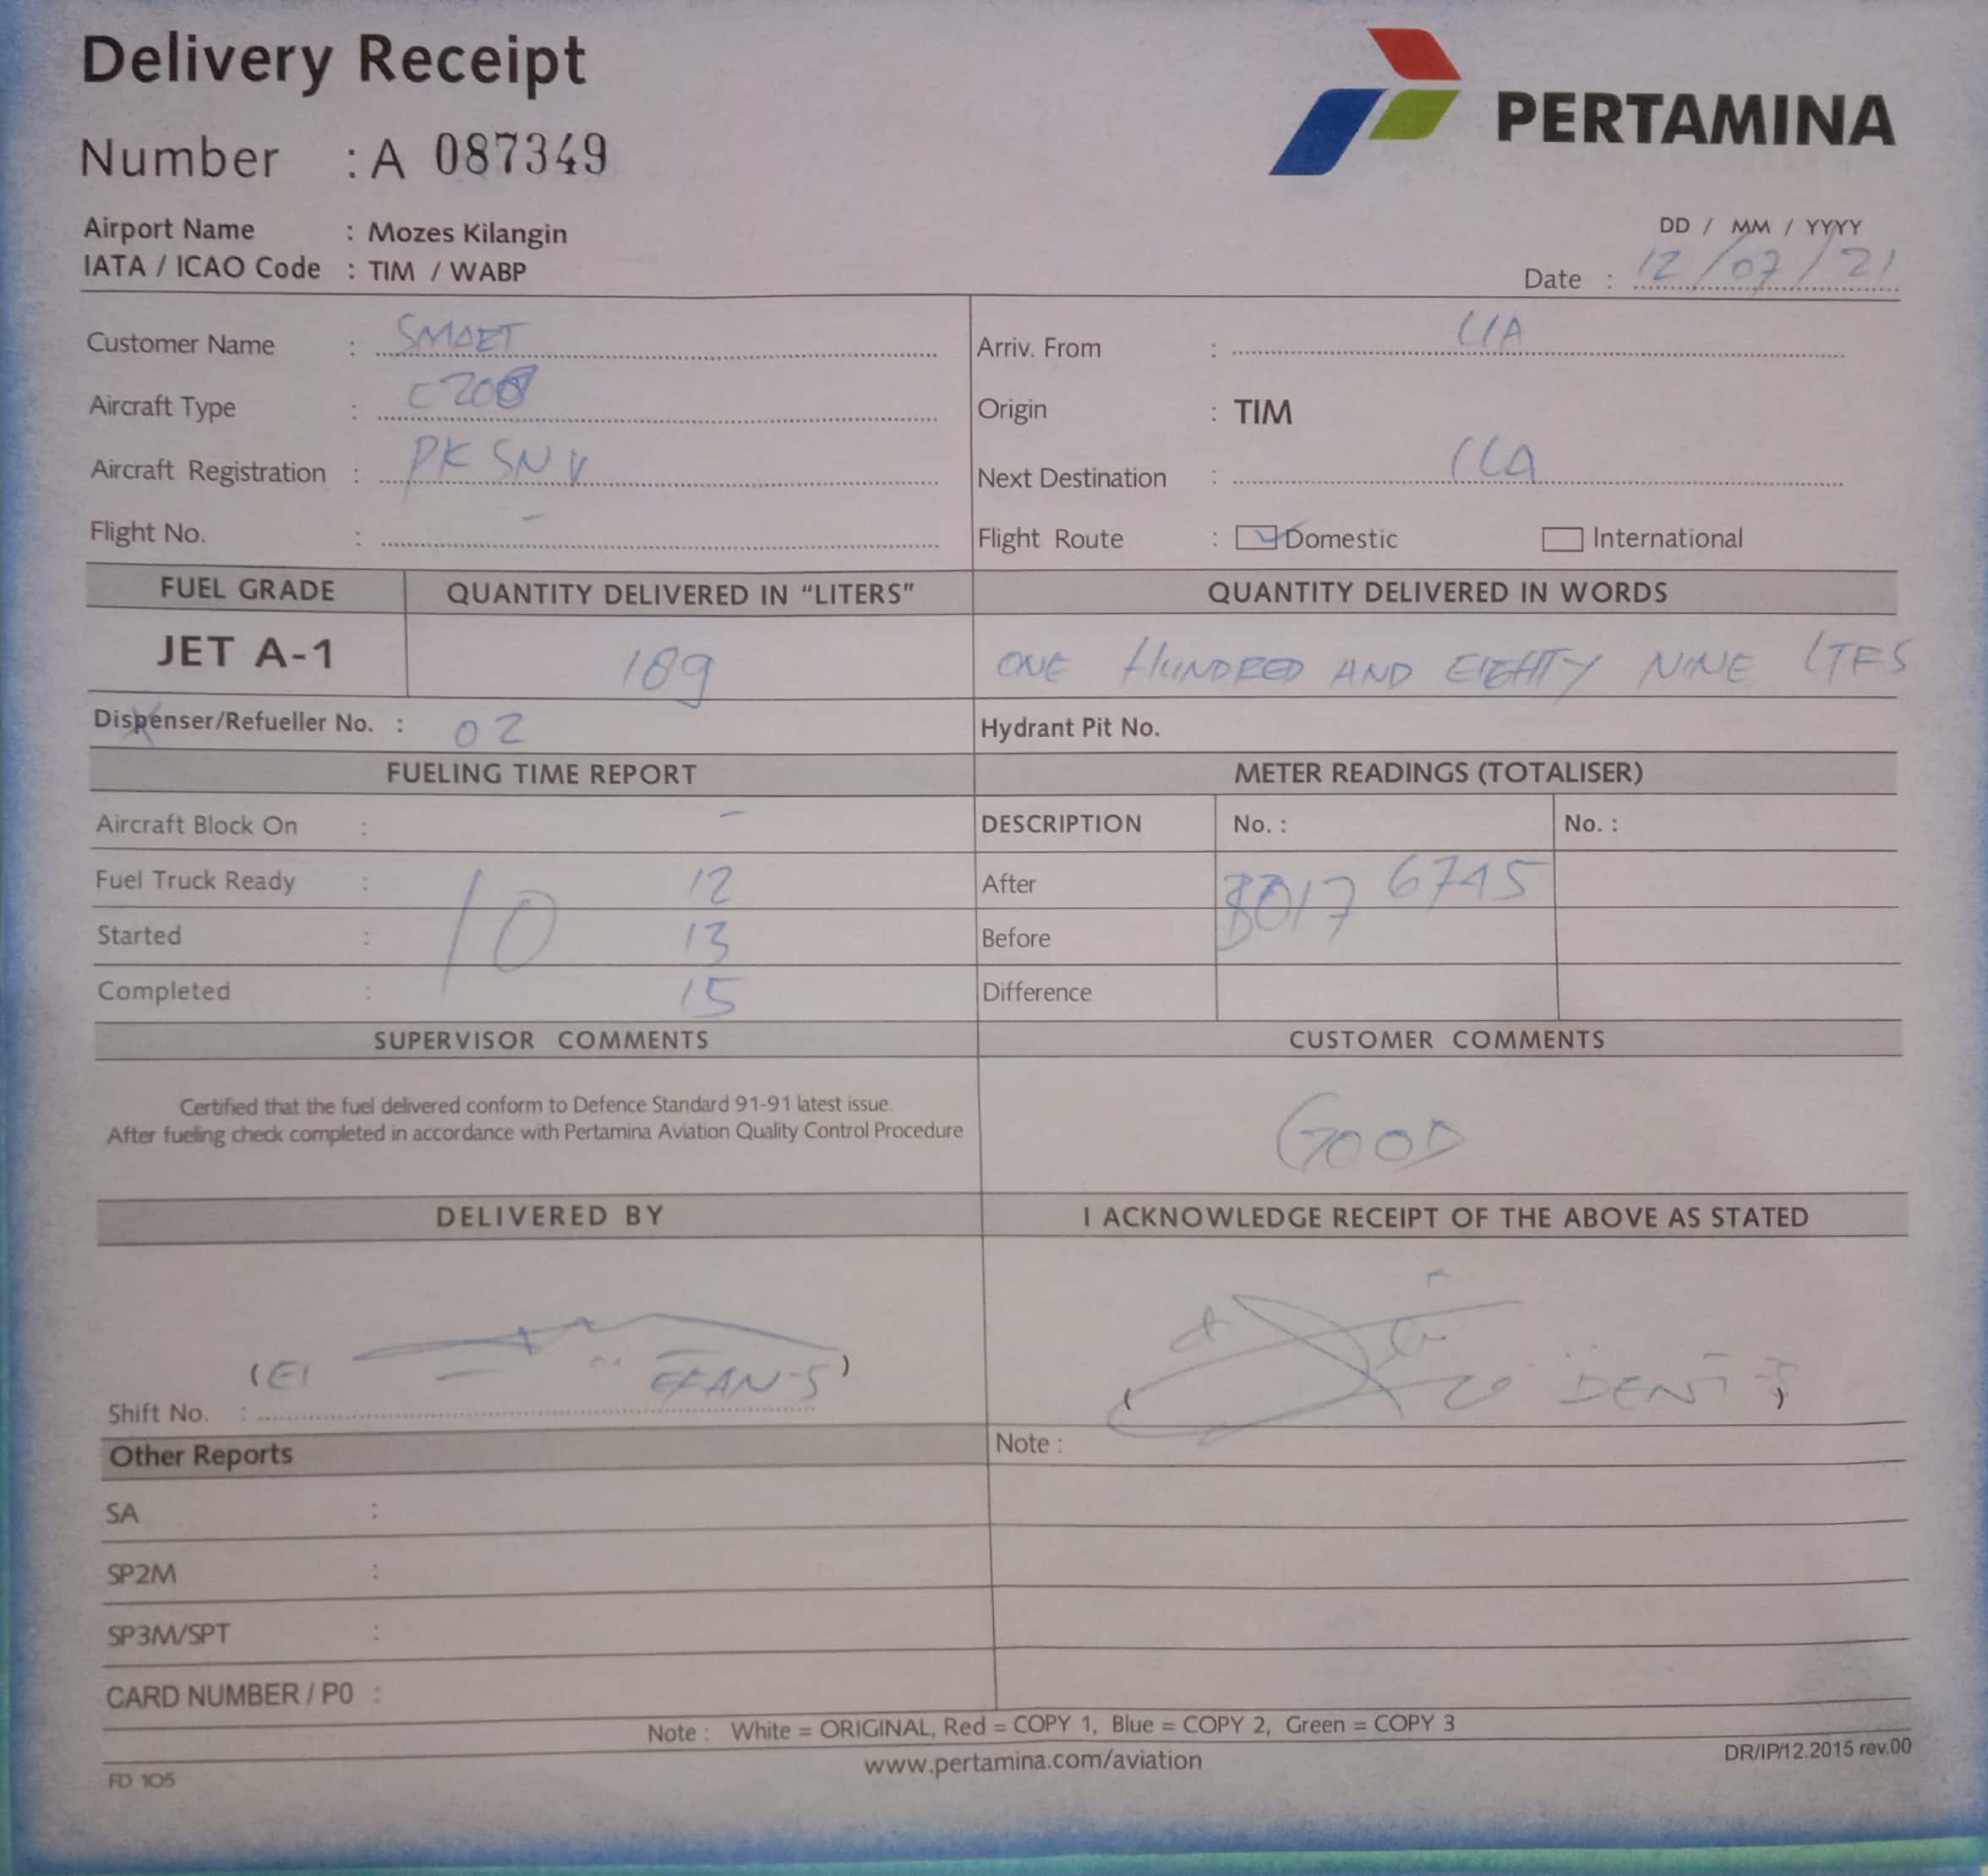 Delivery Receipt
PERTAMINA
Number : A 087349
Airport Name : Mozes Kilangin
IATA / ICAO Code : TIM / WABP
DD / MM / YYYY
Date : 12/07/21
Customer Name :
Arriv. From :
Aircraft Type : C208
Origin : TIM
Aircraft Registration : PK SNV
Next Destination :
Flight No. : -
Flight Route : Domestic International
FUEL GRADE QUANTITY DELIVERED IN “LITERS” QUANTITY DELIVERED IN WORDS
JET A-1 189 ONE HUNDRED AND EIGHTY NINE
Dispenser/Refueller No. : 02 Hydrant Pit No.
FUELING TIME REPORT METER READINGS (TOTALISER)
Aircraft Block On : - DESCRIPTION No. : No. :
Fuel Truck Ready : 10 12 After
Started : 13 Before
Completed : 15 Difference
SUPERVISOR COMMENTS CUSTOMER COMMENTS
Certified that the fuel delivered conform to Defence Standard 91-91 latest issue.
After fueling check completed in accordance with Pertamina Aviation Quality Control Procedure
GOOD
DELIVERED BY I ACKNOWLEDGE RECEIPT OF THE ABOVE AS STATED
Shift No. :
Other Reports Note :
SA :
SP2M :
SP3M/SPT :
CARD NUMBER / P0 :
Note : White = ORIGINAL, Red = COPY 1, Blue = COPY 2, Green = COPY 3
www.pertamina.com/aviation
DR/IP/12.2015 rev.00
FD 105